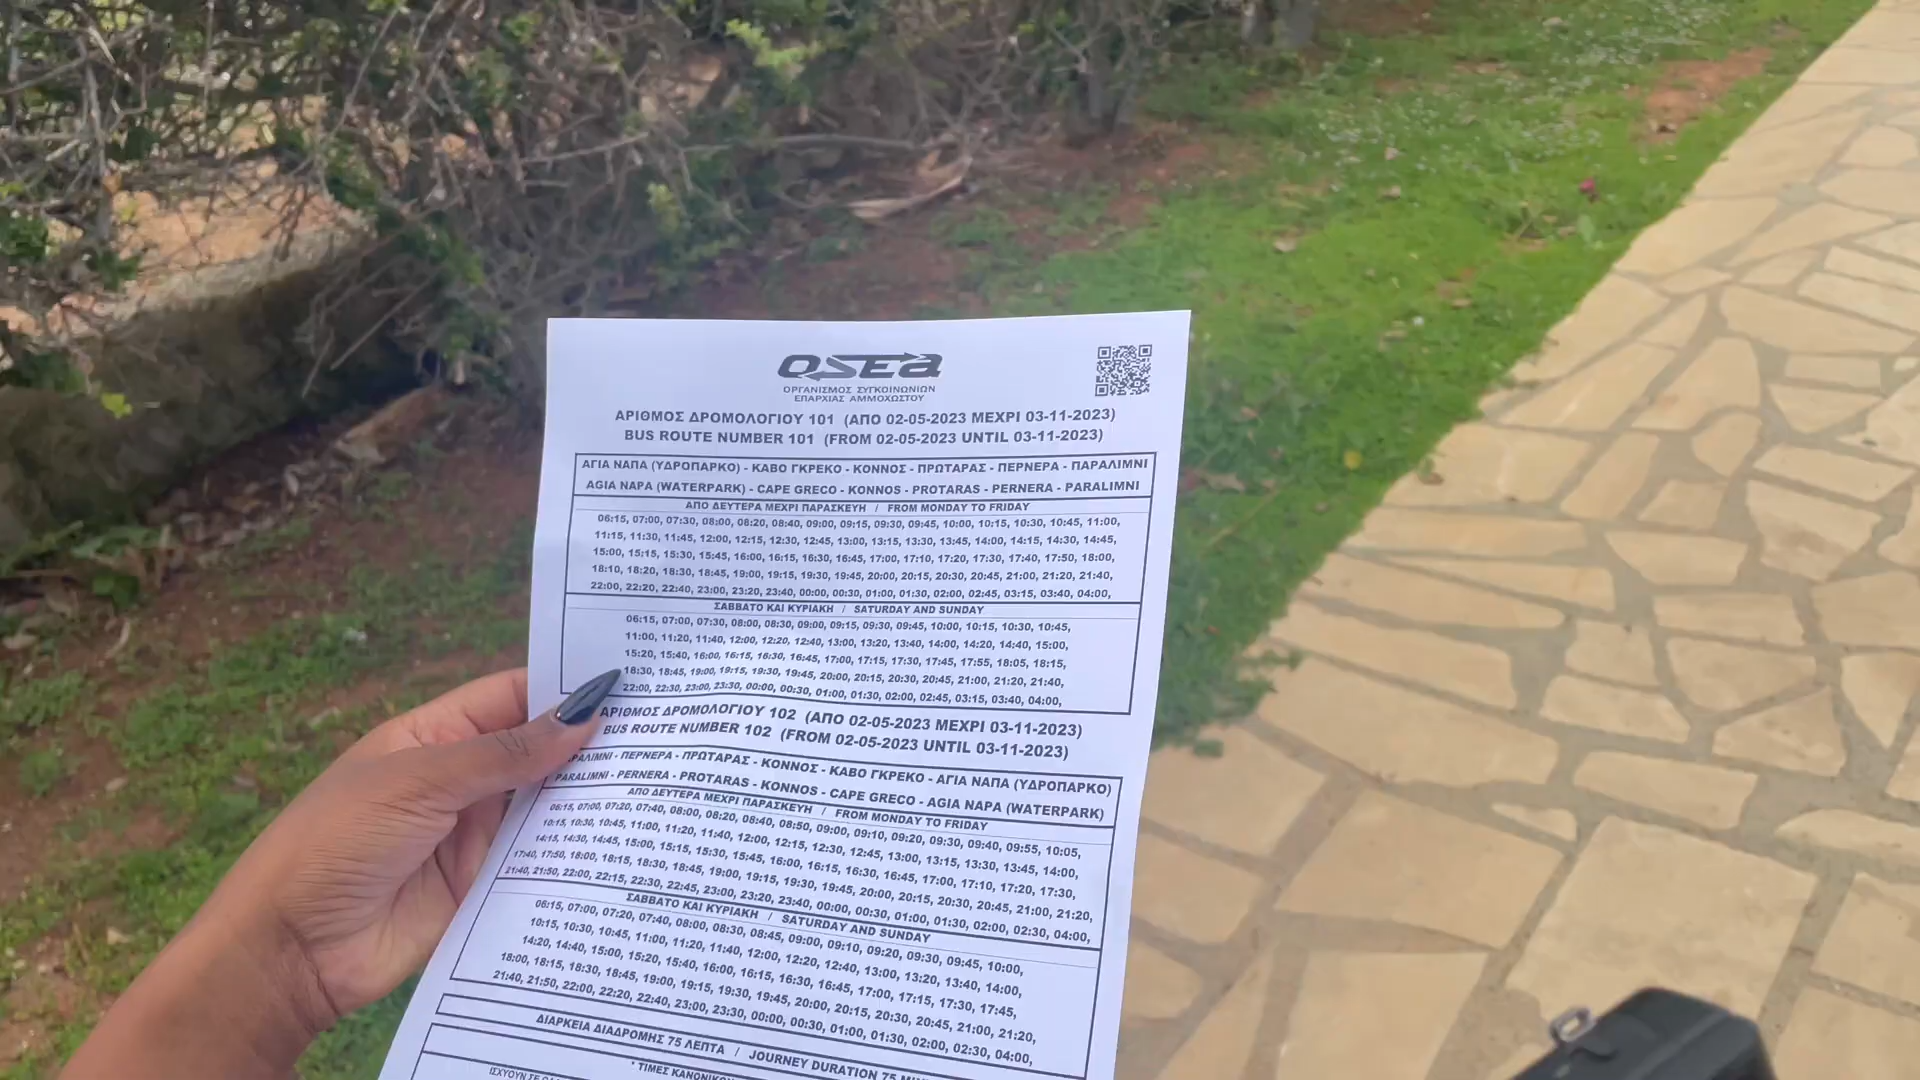 OSEA
ΟΡΓΑΝΙΣΜΟΣ ΣΥΓΚΟΙΝΩΝΙΩΝ
ΕΠΑΡΧΙΑΣ ΑΜΜΟΧΩΣΤΟΥ
ΑΡΙΘΜΟΣ ΔΡΟΜΟΛΟΓΙΟΥ 101 (ΑΠΟ 02-05-2023 ΜΕΧΡΙ 03-11-2023)
BUS ROUTE NUMBER 101 (FROM 02-05-2023 UNTIL 03-11-2023)
ΑΓΙΑ ΝΑΠΑ (ΥΔΡΟΠΑΡΚΟ) - ΚΑΒΟ ΓΚΡΕΚΟ - ΚΟΝΝΟΣ - ΠΡΩΤΑΡΑΣ - ΠΕΡΝΕΡΑ - ΠΑΡΑΛΙΜΝΙ
AGIA NAPA (WATERPARK) - CAPE GRECO - KONNOS - PROTARAS - PERNERA - PARALIMNI
ΑΠΟ ΔΕΥΤΕΡΑ ΜΕΧΡΙ ΠΑΡΑΣΚΕΥΗ / FROM MONDAY TO FRIDAY
06:15, 07:00, 07:30, 08:00, 08:20, 08:40, 09:00, 09:15, 09:30, 09:45, 10:00, 10:15, 10:30, 10:45, 11:00,
11:15, 11:30, 11:45, 12:00, 12:15, 12:30, 12:45, 13:00, 13:15, 13:30, 13:45, 14:00, 14:15, 14:30, 14:45,
15:00, 15:15, 15:30, 15:45, 16:00, 16:15, 16:30, 16:45, 17:00, 17:10, 17:20, 17:30, 17:40, 17:50, 18:00,
18:10, 18:20, 18:30, 18:45, 19:00, 19:15, 19:30, 19:45, 20:00, 20:15, 20:30, 20:45, 21:00, 21:20, 21:40,
22:00, 22:20, 22:40, 23:00, 23:20, 23:40, 00:00, 00:30, 01:00, 01:30, 02:00, 02:45, 03:15, 03:40, 04:00,
ΣΑΒΒΑΤΟ ΚΑΙ ΚΥΡΙΑΚΗ / SATURDAY AND SUNDAY
06:15, 07:00, 07:30, 08:00, 08:30, 09:00, 09:15, 09:30, 09:45, 10:00, 10:15, 10:30, 10:45,
11:00, 11:20, 11:40, 12:00, 12:20, 12:40, 13:00, 13:20, 13:40, 14:00, 14:20, 14:40, 15:00,
15:20, 15:40, 16:00, 16:15, 16:30, 16:45, 17:00, 17:15, 17:30, 17:45, 17:55, 18:05, 18:15,
18:30, 18:45, 19:00, 19:15, 19:30, 19:45, 20:00, 20:15, 20:30, 20:45, 21:00, 21:20, 21:40,
22:00, 22:30, 23:00, 23:30, 00:00, 00:30, 01:00, 01:30, 02:00, 02:45, 03:15, 03:40, 04:00,
ΑΡΙΘΜΟΣ ΔΡΟΜΟΛΟΓΙΟΥ 102 (ΑΠΟ 02-05-2023 ΜΕΧΡΙ 03-11-2023)
BUS ROUTE NUMBER 102 (FROM 02-05-2023 UNTIL 03-11-2023)
ΡΑΛΙΜΝΙ - ΠΕΡΝΕΡΑ - ΠΡΩΤΑΡΑΣ - ΚΟΝΝΟΣ - ΚΑΒΟ ΓΚΡΕΚΟ - ΑΓΙΑ ΝΑΠΑ (ΥΔΡΟΠΑΡΚΟ)
PARALIMNI - PERNERA - PROTARAS - KONNOS - CAPE GRECO - AGIA NAPA (WATERPARK)
ΑΠΟ ΔΕΥΤΕΡΑ ΜΕΧΡΙ ΠΑΡΑΣΚΕΥΗ / FROM MONDAY TO FRIDAY
06:15, 07:00, 07:20, 07:40, 08:00, 08:20, 08:40, 08:50, 09:00, 09:10, 09:20, 09:30, 09:40, 09:55, 10:05,
10:15, 10:30, 10:45, 11:00, 11:20, 11:40, 12:00, 12:15, 12:30, 12:45, 13:00, 13:15, 13:30, 13:45, 14:00,
14:15, 14:30, 14:45, 15:00, 15:15, 15:30, 15:45, 16:00, 16:15, 16:30, 16:45, 17:00, 17:10, 17:20, 17:30,
17:40, 17:50, 18:00, 18:15, 18:30, 18:45, 19:00, 19:15, 19:30, 19:45, 20:00, 20:15, 20:30, 20:45, 21:00, 21:20,
21:40, 21:50, 22:00, 22:15, 22:30, 22:45, 23:00, 23:20, 23:40, 00:00, 00:30, 01:00, 01:30, 02:00, 02:30, 04:00,
ΣΑΒΒΑΤΟ ΚΑΙ ΚΥΡΙΑΚΗ / SATURDAY AND SUNDAY
06:15, 07:00, 07:20, 07:40, 08:00, 08:30, 08:45, 09:00, 09:10, 09:20, 09:30, 09:45, 10:00,
10:15, 10:30, 10:45, 11:00, 11:20, 11:40, 12:00, 12:20, 12:40, 13:00, 13:20, 13:40, 14:00,
14:20, 14:40, 15:00, 15:20, 15:40, 16:00, 16:15, 16:30, 16:45, 17:00, 17:15, 17:30, 17:45,
18:00, 18:15, 18:30, 18:45, 19:00, 19:15, 19:30, 19:45, 20:00, 20:15, 20:30, 20:45, 21:00, 21:20,
21:40, 21:50, 22:00, 22:20, 22:40, 23:00, 23:30, 00:00, 00:30, 01:00, 01:30, 02:00, 02:30, 04:00,
ΔΙΑΡΚΕΙΑ ΔΙΑΔΡΟΜΗΣ 75 ΛΕΠΤΑ / JOURNEY DURATION 75
* ΤΙΜΕΣ
ΙΣΧΥΟΥΝ ΣΕ